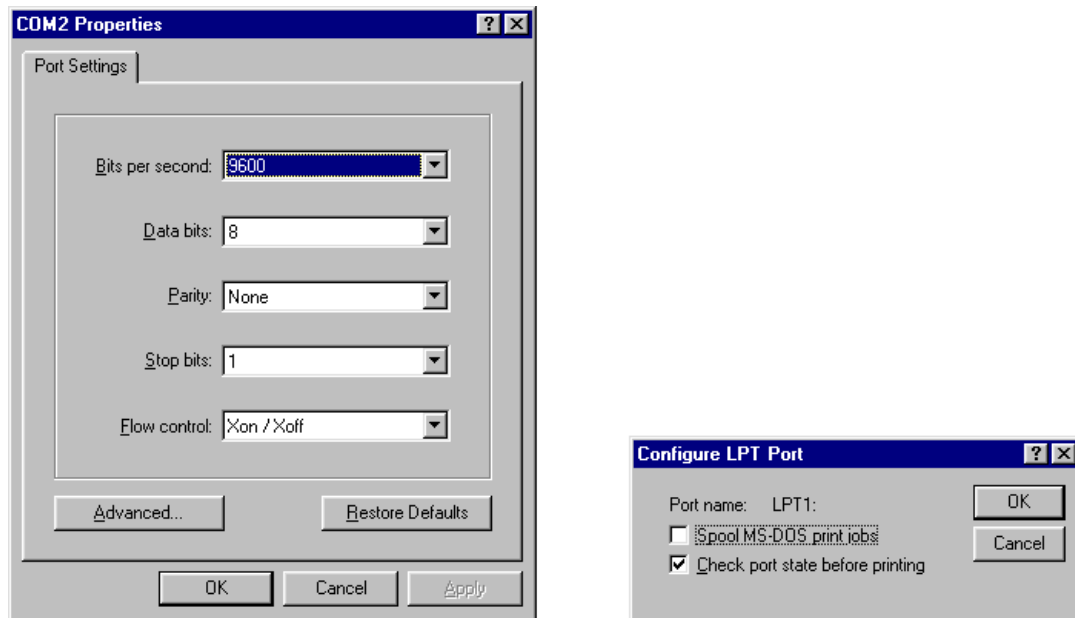 COM2 Properties
Port Settings
Bits per second: 9600
Data bits: 8
Parity: None
Stop bits: 1
Flow control: Xon / Xoff
Advanced...
Restore Defaults
OK
Cancel
Apply
Configure LPT Port
Port name: LPT1:
OK
Spool MS-DOS print jobs
Cancel
Check port state before printing